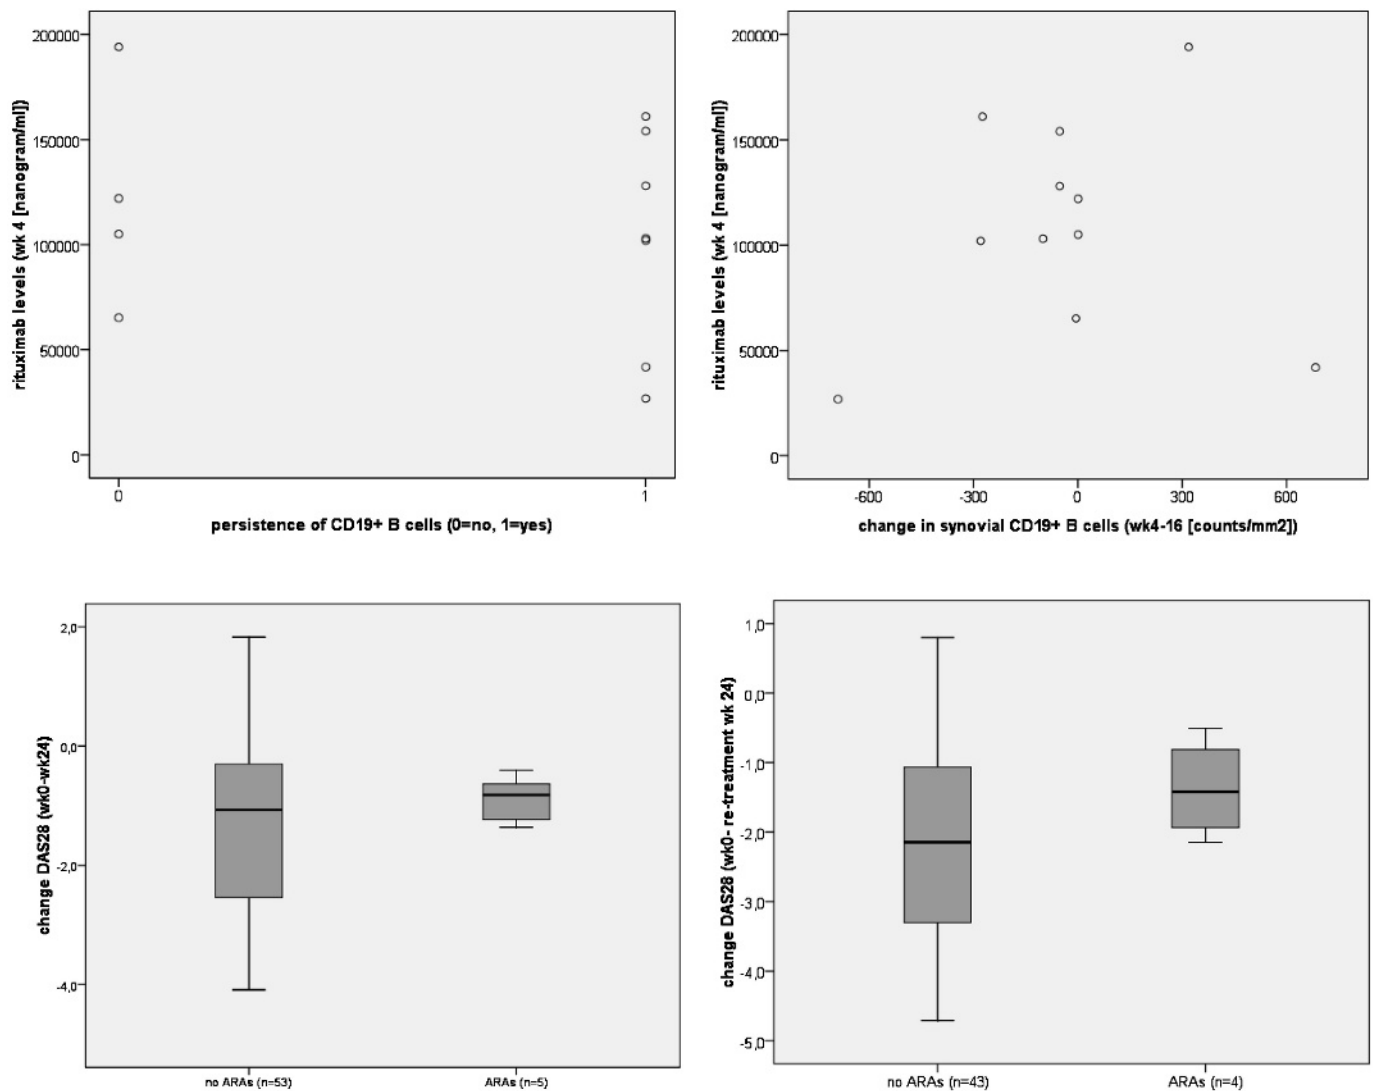 rituximab levels (wk 4 [nanogram/ml])
200000
150000
100000
50000
0
0
1
persistence of CD19+ B cells (0=no, 1=yes)
rituximab levels (wk 4 [nanogram/ml])
200000
150000
100000
50000
0
-600
-300
0
300
600
change in synovial CD19+ B cells (wk4-16 [counts/mm2])
change DAS28 (wk0-wk24)
2,0
0,0
-2,0
-4,0
no ARAs (n=53)
ARAs (n=5)
change DAS28 (wk0- re-treatment wk 24)
1,0
0,0
-1,0
-2,0
-3,0
-4,0
-5,0
no ARAs (n=43)
ARAs (n=4)